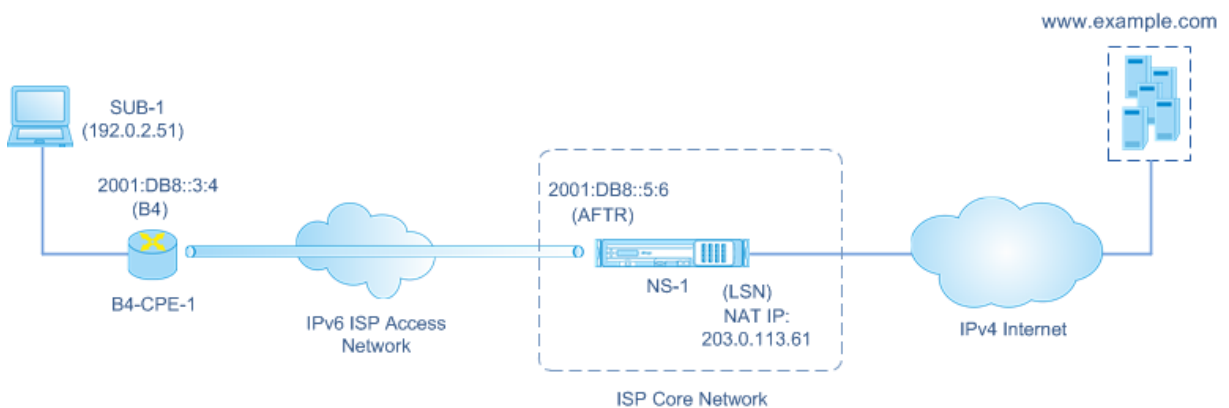 www.example.com
SUB-1
(192.0.2.51)
2001:DB8::3:4
(B4)
B4-CPE-1
IPv6 ISP Access
Network
2001:DB8::5:6
(AFTR)
NS-1
(LSN)
NAT IP:
203.0.113.61
IPv4 Internet
ISP Core Network